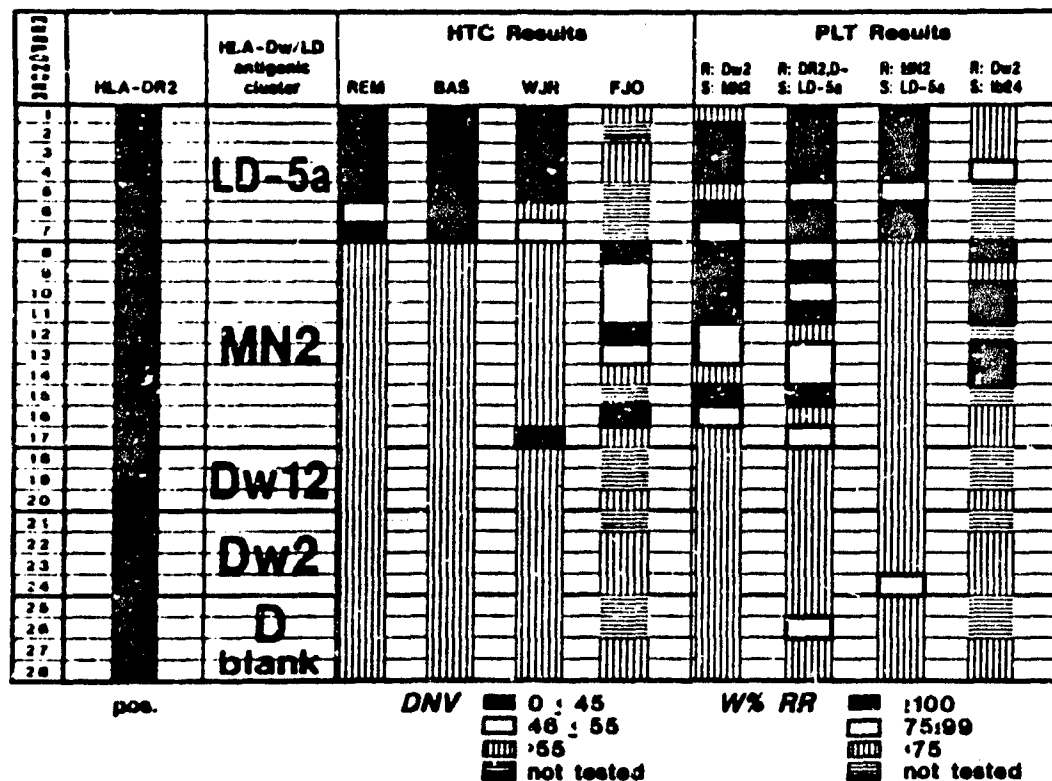 HTC Results
PLT Results
HLA-Dw/LD
antigenic
cluster
HLA-DR2
REM
BAS
WJR
FJO
R: Dw2
S: MN2
R: DR2,D-
S: LD-5a
R: MN2
S: LD-5a
R: Dw2
1
2
3
4
5
6
7
LD-5a
8
9
10
11
12
13
14
15
16
17
MN2
18
19
20
Dw12
21
22
23
24
Dw2
25
26
27
28
D
blank
pos.
DNV
0 ≤ 45
46 ≤ 55
>55
not tested
W% RR
≥100
75≤99
<75
not tested